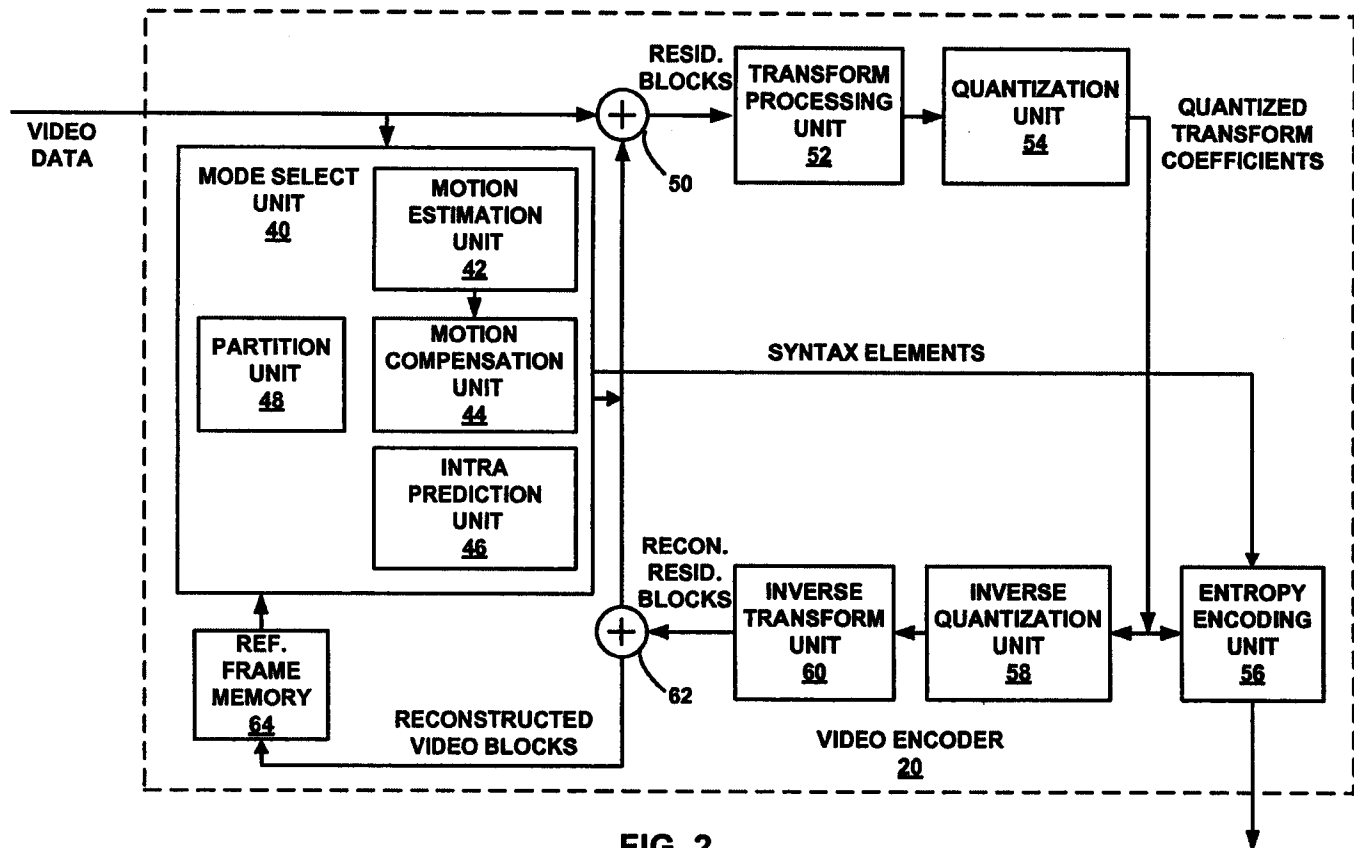 VIDEO
DATA
MODE SELECT
UNIT
40
MOTION
ESTIMATION
UNIT
42
PARTITION
UNIT
48
MOTION
COMPENSATION
UNIT
44
INTRA
PREDICTION
UNIT
46
REF.
FRAME
MEMORY
64
RESID.
BLOCKS
50
TRANSFORM
PROCESSING
UNIT
52
QUANTIZATION
UNIT
54
QUANTIZED
TRANSFORM
COEFFICIENTS
SYNTAX ELEMENTS
RECON.
RESID.
BLOCKS
62
INVERSE
TRANSFORM
UNIT
60
INVERSE
QUANTIZATION
UNIT
58
ENTROPY
ENCODING
UNIT
56
RECONSTRUCTED
VIDEO BLOCKS
VIDEO ENCODER
20
FIG. 2